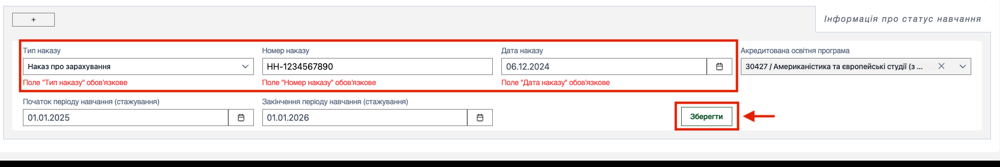 +
Інформація про статус навчання
Тип наказу
Номер наказу
Дата наказу
Акредитована освітня програма
Наказ про зарахування
НН-1234567890
06.12.2024
30427 / Американістика та європейські студії (з ...
Поле "Тип наказу" обов'язкове
Поле "Номер наказу" обов'язкове
Поле "Дата наказу" обов'язкове
Початок періоду навчання (стажування)
Закінчення періоду навчання (стажування)
01.01.2025
01.01.2026
Зберегти